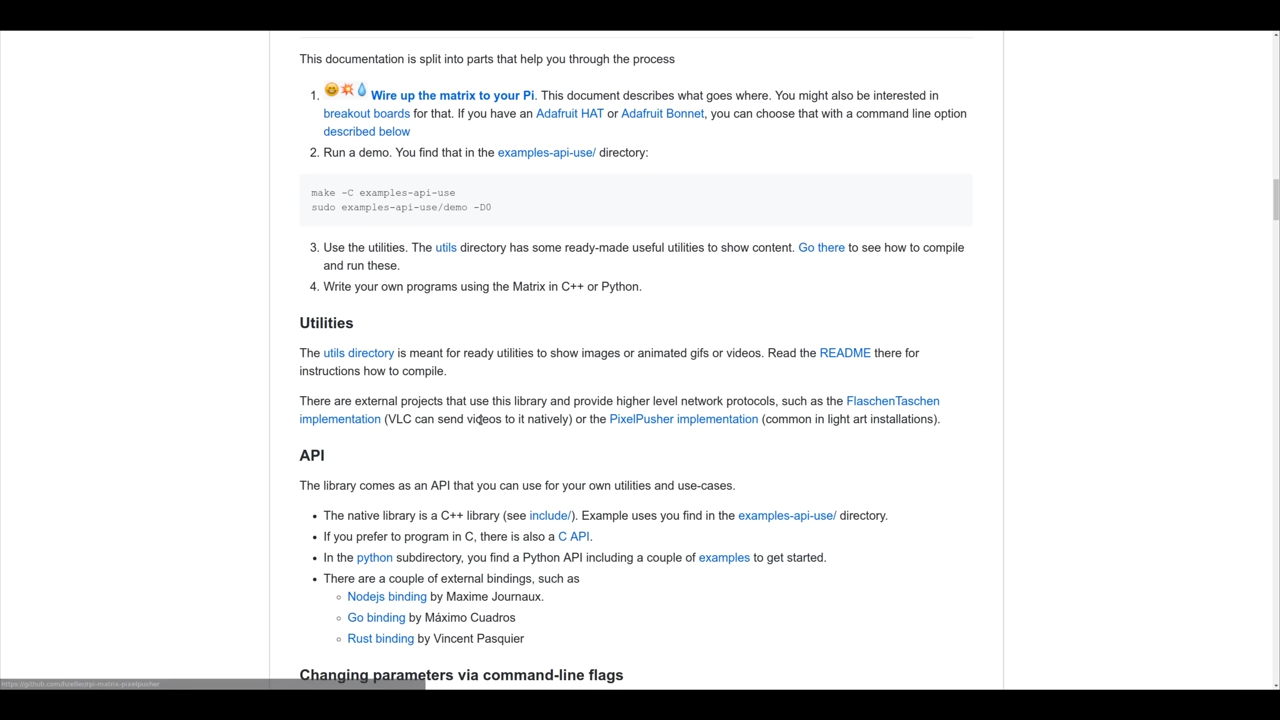 This documentation is split into parts that help you through the process
1. Wire up the matrix to your Pi. This document describes what goes where. You might also be interested in
breakout boards for that. If you have an Adafruit HAT or Adafruit Bonnet, you can choose that with a command line option
described below
2. Run a demo. You find that in the examples-api-use/ directory:
make -C examples-api-use
sudo examples-api-use/demo -D0
3. Use the utilities. The utils directory has some ready-made useful utilities to show content. Go there to see how to compile
and run these.
4. Write your own programs using the Matrix in C++ or Python.
Utilities
The utils directory is meant for ready utilities to show images or animated gifs or videos. Read the README there for
instructions how to compile.
There are external projects that use this library and provide higher level network protocols, such as the FlaschenTaschen
implementation (VLC can send videos to it natively) or the PixelPusher implementation (common in light art installations).
API
The library comes as an API that you can use for your own utilities and use-cases.
• The native library is a C++ library (see include/). Example uses you find in the examples-api-use/ directory.
• If you prefer to program in C, there is also a C API.
• In the python subdirectory, you find a Python API including a couple of examples to get started.
• There are a couple of external bindings, such as
◦ Nodejs binding by Maxime Journaux.
◦ Go binding by Máximo Cuadros
◦ Rust binding by Vincent Pasquier
Changing parameters via command-line flags
https://github.com/hzeller/rpi-matrix-pixelpusher